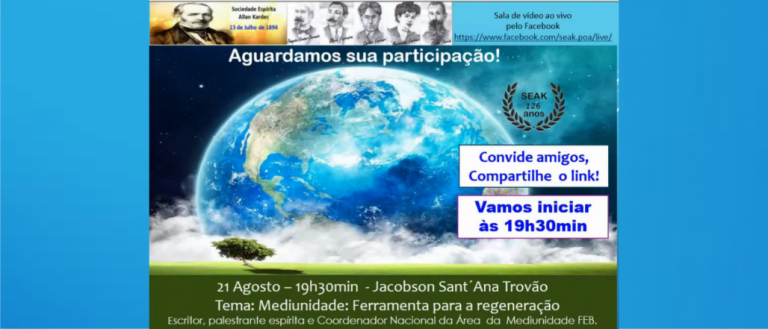 Sociedade Espírita
Allan Kardec
13 de Julho de 1894
Sala de vídeo ao vivo
pelo Facebook
https://www.facebook.com/seak.poa/live/
Aguardamos sua participação!
SEAK
126
anos
Convide amigos,
Compartilhe o link!
Vamos iniciar
às 19h30min
21 Agosto – 19h30min - Jacobson Sant´Ana Trovão
Tema: Mediunidade: Ferramenta para a regeneração
Escritor, palestrante espírita e Coordenador Nacional da Área da Mediunidade FEB.